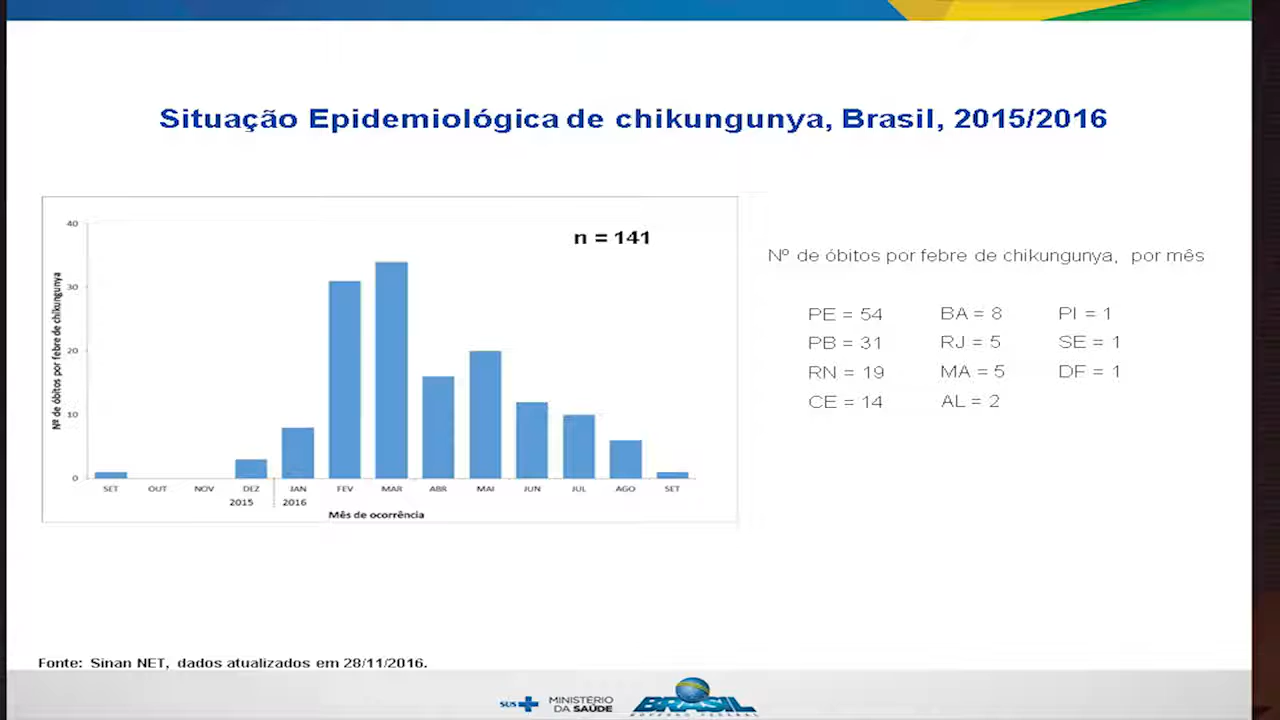 Situação Epidemiológica de chikungunya, Brasil, 2015/2016
n = 141
Nº de óbitos por febre de chikungunya
40
30
20
10
0
SET OUT NOV DEZ JAN FEV MAR ABR MAI JUN JUL AGO SET
2015 2016
Mês de ocorrência
Nº de óbitos por febre de chikungunya, por mês
PE = 54 BA = 8 PI = 1
PB = 31 RJ = 5 SE = 1
RN = 19 MA = 5 DF = 1
CE = 14 AL = 2
Fonte: Sinan NET, dados atualizados em 28/11/2016.
SUS
MINISTÉRIO
DA SAÚDE
BRASIL
GOVERNO FEDERAL